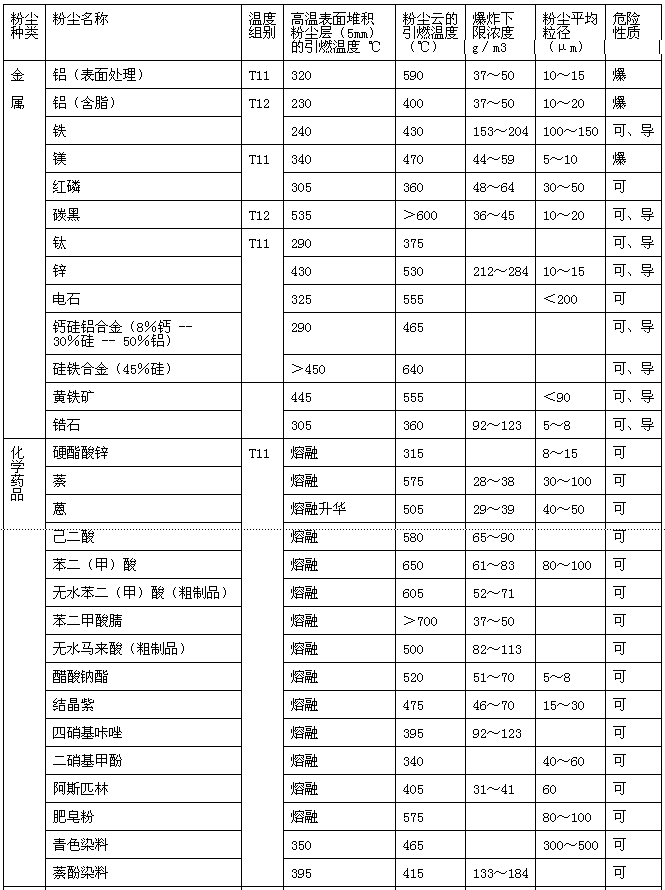 粉尘种类 粉尘名称 温度组别 高温表面堆积粉尘层(5mm)的引燃温度 ℃ 粉尘云的引燃温度(℃) 爆炸下限浓度g/m3 粉尘平均粒径(μm) 危险性质
金属 铝(表面处理) T11 320 590 37~50 10~15 爆
铝(含脂) T12 230 400 37~50 10~20 爆
铁 240 430 153~204 100~150 可、导
镁 T11 340 470 44~59 5~10 爆
红磷 305 360 48~64 30~50 可
碳黑 T12 535 >600 36~45 10~20 可、导
钛 T11 290 375 可、导
锌 430 530 212~284 10~15 可、导
电石 325 555 <200 可
钙硅铝合金(8%钙 -- 30%硅 -- 50%铝) 290 465 可、导
硅铁合金(45%硅) >450 640 可、导
黄铁矿 445 555 <90 可、导
锆石 305 360 92~123 5~8 可、导
化学药品 硬酯酸锌 T11 熔融 315 8~15 可
萘 熔融 575 28~38 30~100 可
蒽 熔融升华 505 29~39 40~50 可
己二酸 熔融 580 65~90 可
苯二(甲)酸 熔融 650 61~83 80~100 可
无水苯二(甲)酸(粗制品) 熔融 605 52~71 可
苯二甲酸腈 熔融 >700 37~50 可
无水马来酸(粗制品) 熔融 500 82~113 可
醋酸钠酯 熔融 520 51~70 5~8 可
结晶紫 熔融 475 46~70 15~30 可
四硝基咔唑 熔融 395 92~123 可
二硝基甲酚 熔融 340 40~60 可
阿斯匹林 熔融 405 31~41 60 可
肥皂粉 熔融 575 80~100 可
青色染料 350 465 300~500 可
萘酚染料 395 415 133~184 可